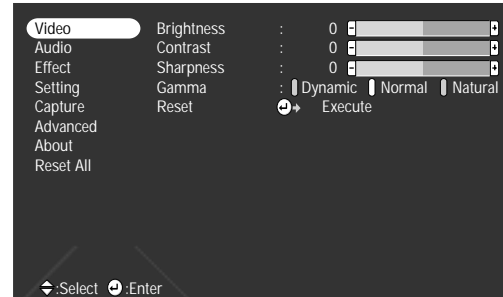 Video Brightness : 0 - +
Audio Contrast : 0 - +
Effect Sharpness : 0 - +
Setting Gamma : Dynamic Normal Natural
Capture Reset Execute
Advanced
About
Reset All
:Select :Enter